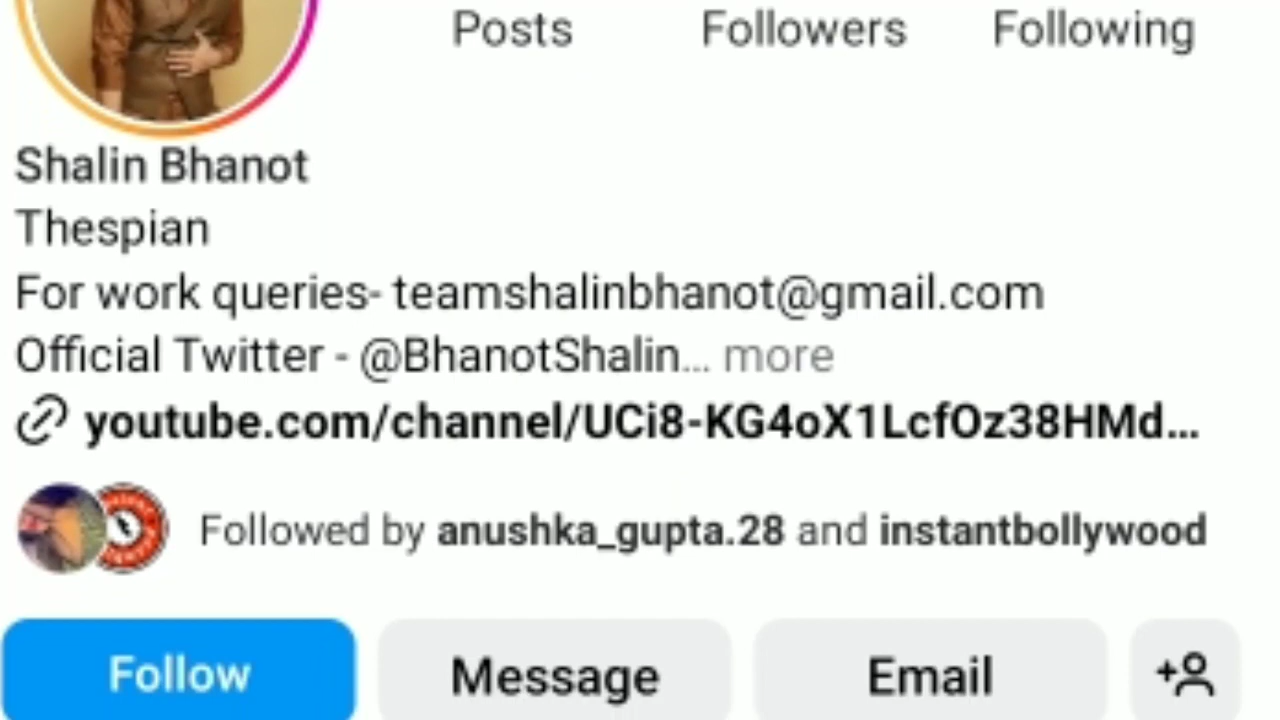 Posts Followers Following
Shalin Bhanot
Thespian
For work queries- teamshalinbhanot@gmail.com
Official Twitter - @BhanotShalin... more
youtube.com/channel/UCi8-KG4oX1LcfOz38HMd...
Followed by anushka_gupta.28 and instantbollywood
Follow Message Email